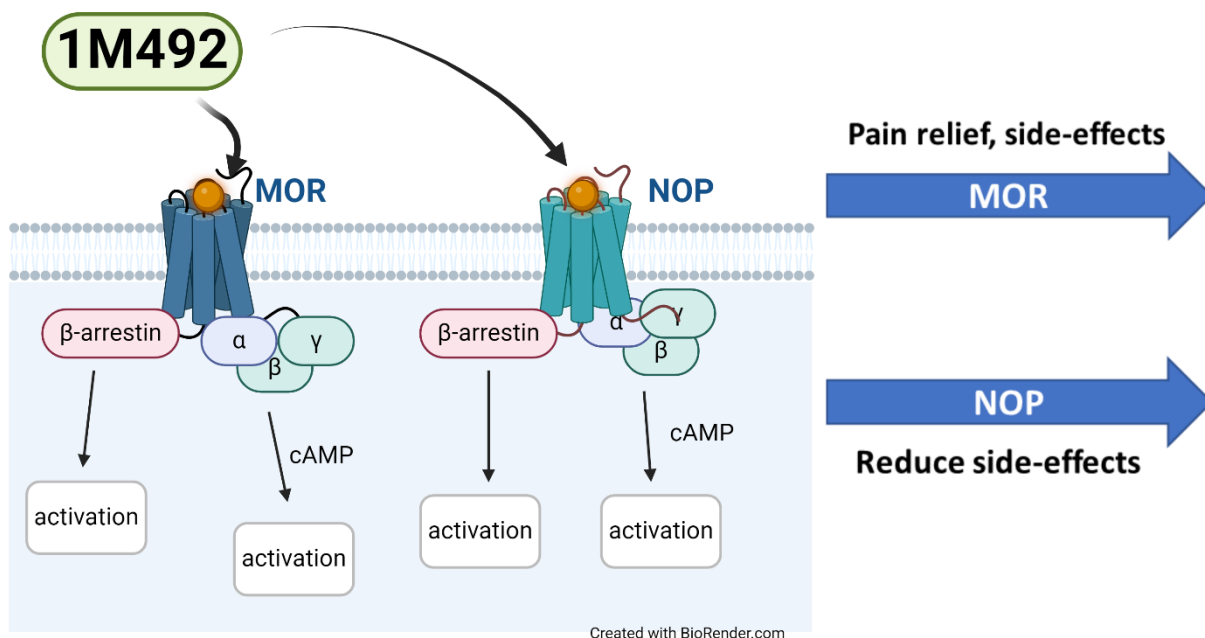 1M492
MOR
NOP
β-arrestin
α
β
γ
β-arrestin
α
γ
β
cAMP
cAMP
activation
activation
activation
activation
Pain relief, side-effects
MOR
NOP
Reduce side-effects
Created with BioRender.com